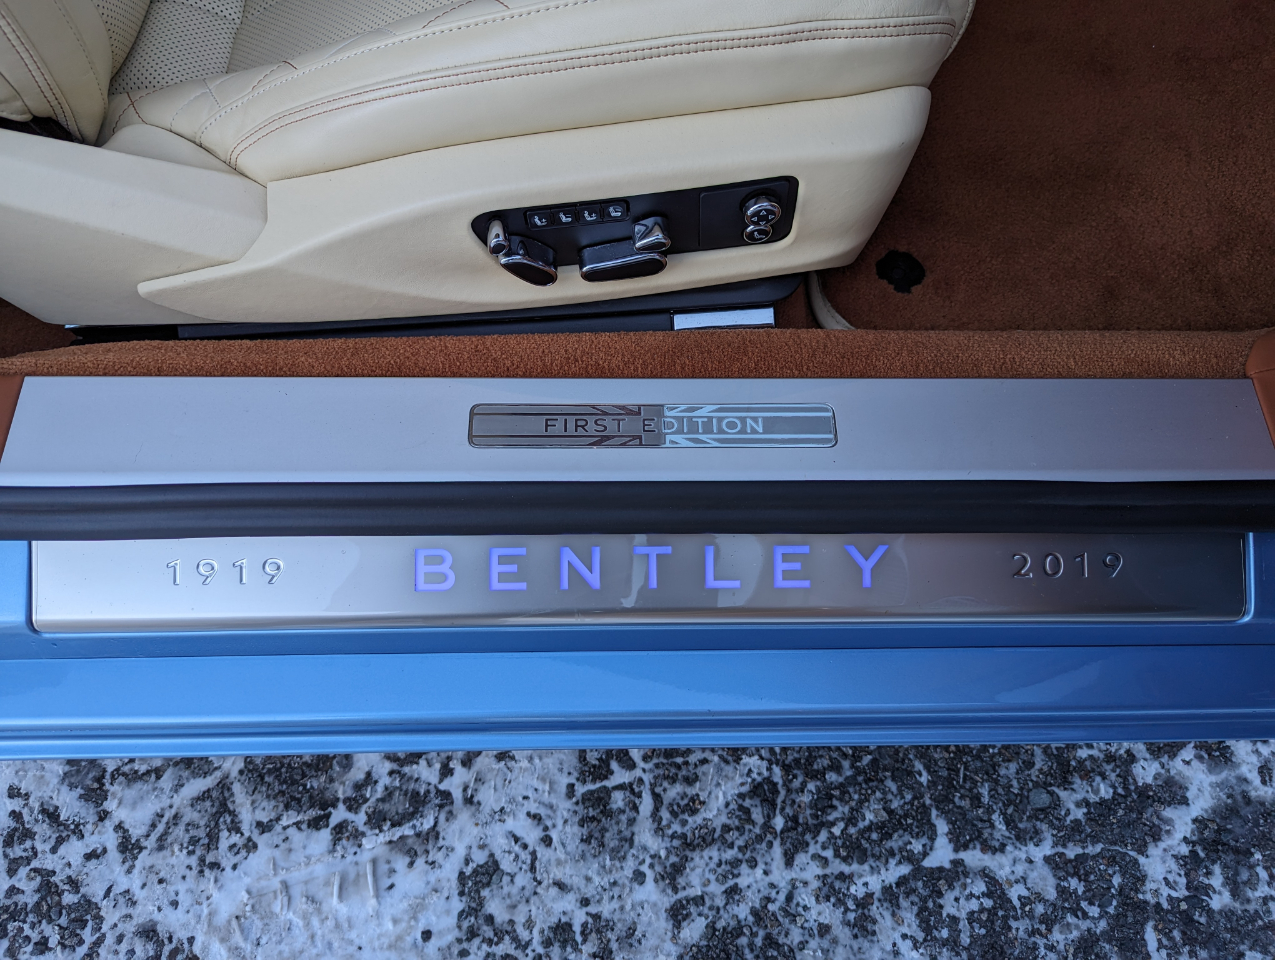 FIRST EDITION
1919 BENTLEY 2019